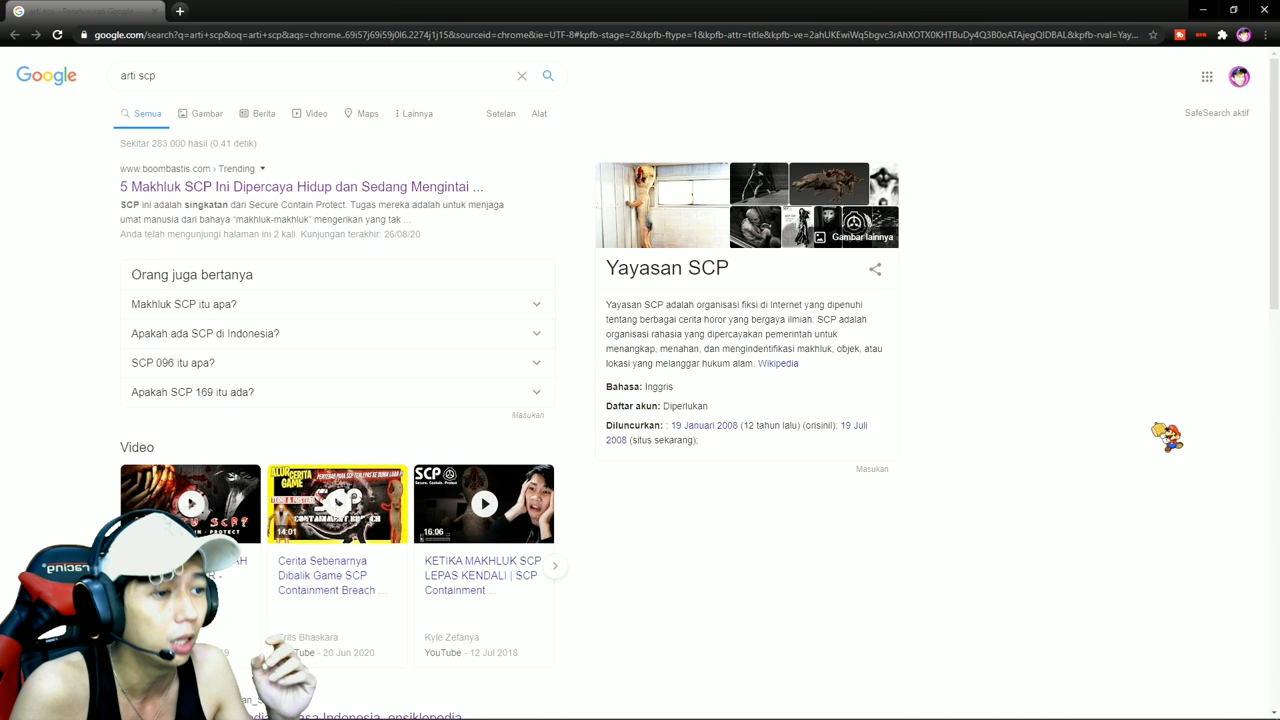 google.com/search?q=arti+scp&oq=arti+scp&aqs=chrome..69i57j69i59j0l6.2274j1j15&sourceid=chrome&ie=UTF-8#kpfb-stage=2&kpfb-attr=title&kpfb-ve=2ahUKEwiWq5bgvc3rAhXOTX0KHTBuDy4Q3B0oATAJegQIDBAL&kpfb-rval=Yay...
Google
arti scp
Semua
Gambar
Berita
Video
Maps
Lainnya
Setelan
Alat
SafeSearch aktif
Sekitar 283.000 hasil (0,41 detik)
www.boombastis.com › Trending
5 Makhluk SCP Ini Dipercaya Hidup dan Sedang Mengintai ...
SCP ini adalah singkatan dari Secure Contain Protect. Tugas mereka adalah untuk menjaga
umat manusia dari bahaya “makhluk-makhluk” mengerikan yang tak ...
Anda telah mengunjungi halaman ini 2 kali. Kunjungan terakhir: 26/08/20
Orang juga bertanya
Makhluk SCP itu apa?
Apakah ada SCP di Indonesia?
SCP 096 itu apa?
Apakah SCP 169 itu ada?
Masukan
Video
14:01
CONTAINMENT BREACH
SCP
16:06
Cerita Sebenarnya
Dibalik Game SCP
Containment Breach ...
KETIKA MAKHLUK SCP
LEPAS KENDALI | SCP
Containment ...
Bhaskara
Kyle Zefanya
Tube - 20 Jun 2020
YouTube - 12 Jul 2018
Gambar lainnya
Yayasan SCP
Yayasan SCP adalah organisasi fiksi di Internet yang dipenuhi
tentang berbagai cerita horor yang bergaya ilmiah. SCP adalah
organisasi rahasia yang dipercayakan pemerintah untuk
menangkap, menahan, dan mengindentifikasi makhluk, objek, atau
lokasi yang melanggar hukum alam. Wikipedia
Bahasa: Inggris
Daftar akun: Diperlukan
Diluncurkan: : 19 Januari 2008 (12 tahun lalu) (orisinil); 19 Juli
2008 (situs sekarang);
Masukan
racing